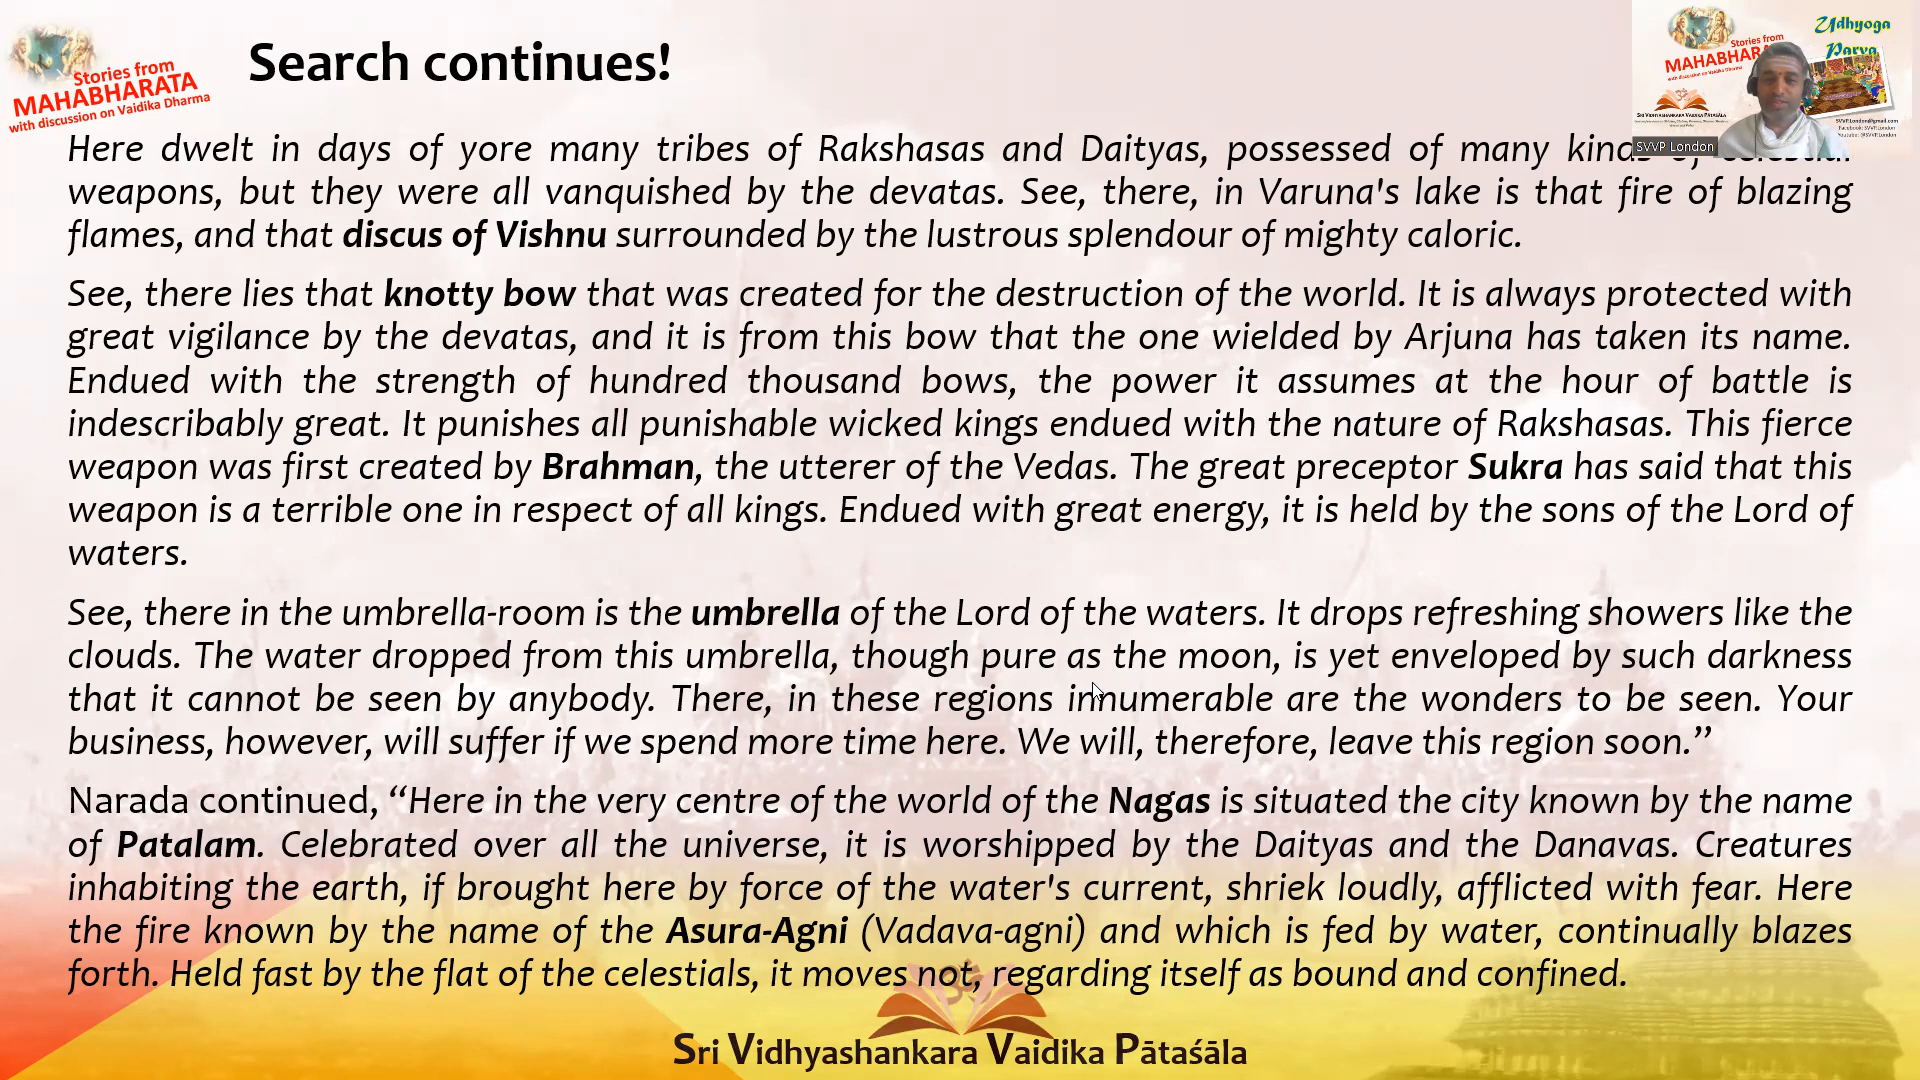 Stories from
MAHABHARATA
with discussion on Vaidika Dharma
Search continues!
Stories from
MAHABHARA
Udhyoga
Parva
SRI VIDHYASHANKARA VAIDIKA PĀTAŚĀLA
SVVP.London@gmail.com
Facebook: SVVP.London
Youtube: @SVVP.London
SVVP London
Here dwelt in days of yore many tribes of Rakshasas and Daityas, possessed of many kinds of celestial
weapons, but they were all vanquished by the devatas. See, there, in Varuna's lake is that fire of blazing
flames, and that discus of Vishnu surrounded by the lustrous splendour of mighty caloric.
See, there lies that knotty bow that was created for the destruction of the world. It is always protected with
great vigilance by the devatas, and it is from this bow that the one wielded by Arjuna has taken its name.
Endued with the strength of hundred thousand bows, the power it assumes at the hour of battle is
indescribably great. It punishes all punishable wicked kings endued with the nature of Rakshasas. This fierce
weapon was first created by Brahman, the utterer of the Vedas. The great preceptor Sukra has said that this
weapon is a terrible one in respect of all kings. Endued with great energy, it is held by the sons of the Lord of
waters.
See, there in the umbrella-room is the umbrella of the Lord of the waters. It drops refreshing showers like the
clouds. The water dropped from this umbrella, though pure as the moon, is yet enveloped by such darkness
that it cannot be seen by anybody. There, in these regions innumerable are the wonders to be seen. Your
business, however, will suffer if we spend more time here. We will, therefore, leave this region soon.”
Narada continued, “Here in the very centre of the world of the Nagas is situated the city known by the name
of Patalam. Celebrated over all the universe, it is worshipped by the Daityas and the Danavas. Creatures
inhabiting the earth, if brought here by force of the water's current, shriek loudly, afflicted with fear. Here
the fire known by the name of the Asura-Agni (Vadava-agni) and which is fed by water, continually blazes
forth. Held fast by the flat of the celestials, it moves not, regarding itself as bound and confined.
Sri Vidhyashankara Vaidika Pātaśāla